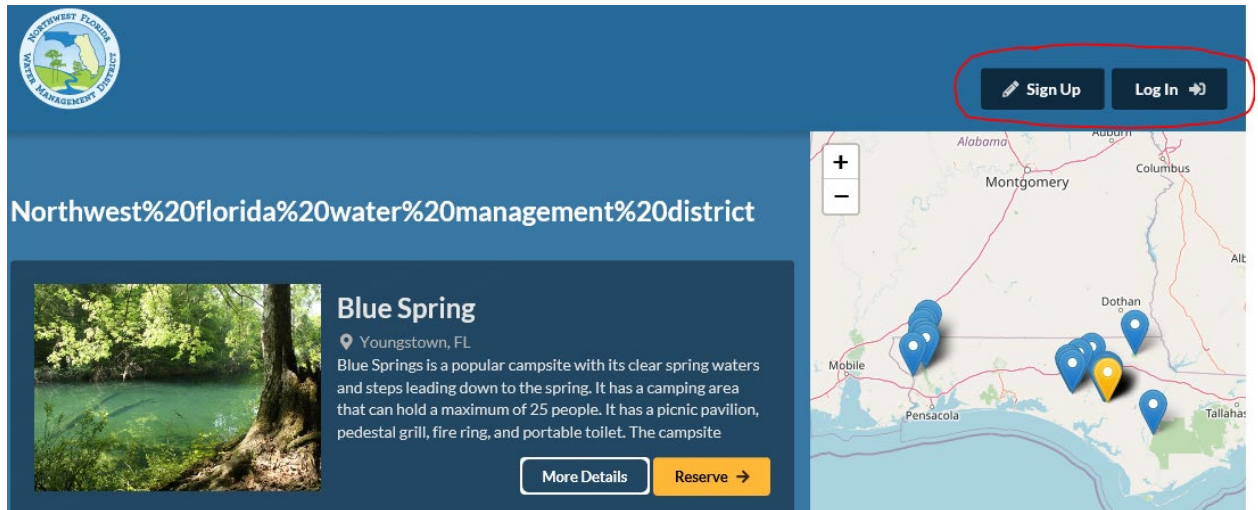 NORTHWEST FLORIDA
WATER MANAGEMENT DISTRICT
Sign Up
Log In
Northwest%20florida%20water%20management%20district
Blue Spring
Youngstown, FL
Blue Springs is a popular campsite with its clear spring waters
and steps leading down to the spring. It has a camping area
that can hold a maximum of 25 people. It has a picnic pavilion,
pedestal grill, fire ring, and portable toilet. The campsite
More Details
Reserve
+
−
Alabama
Auburn
Columbus
Montgomery
Alb
Dothan
Mobile
Pensacola
Tallahas